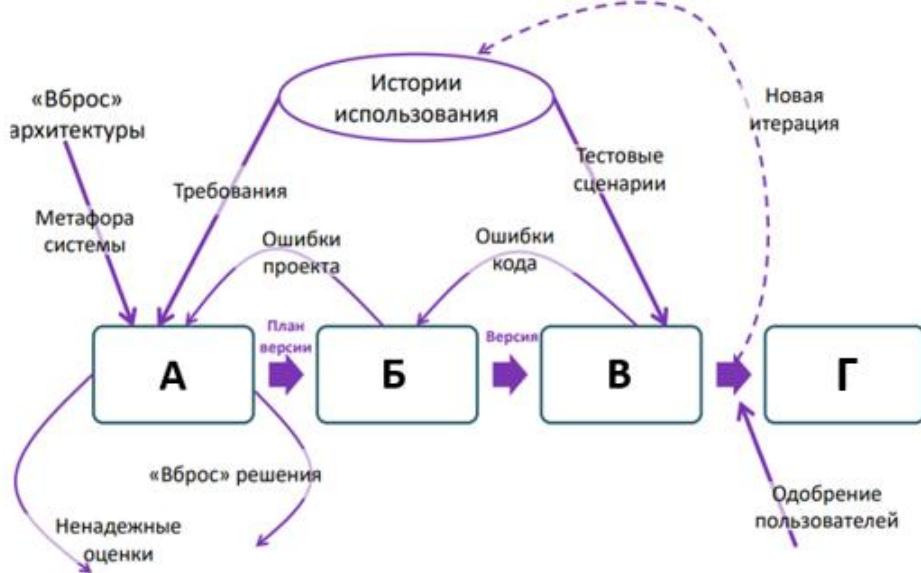 Истории
использования
«Вброс»
архитектуры
Новая
итерация
Требования
Тестовые
сценарии
Метафора
системы
Ошибки
проекта
Ошибки
кода
План
версии
Версия
А
Б
В
Г
«Вброс» решения
Ненадежные
оценки
Одобрение
пользователей